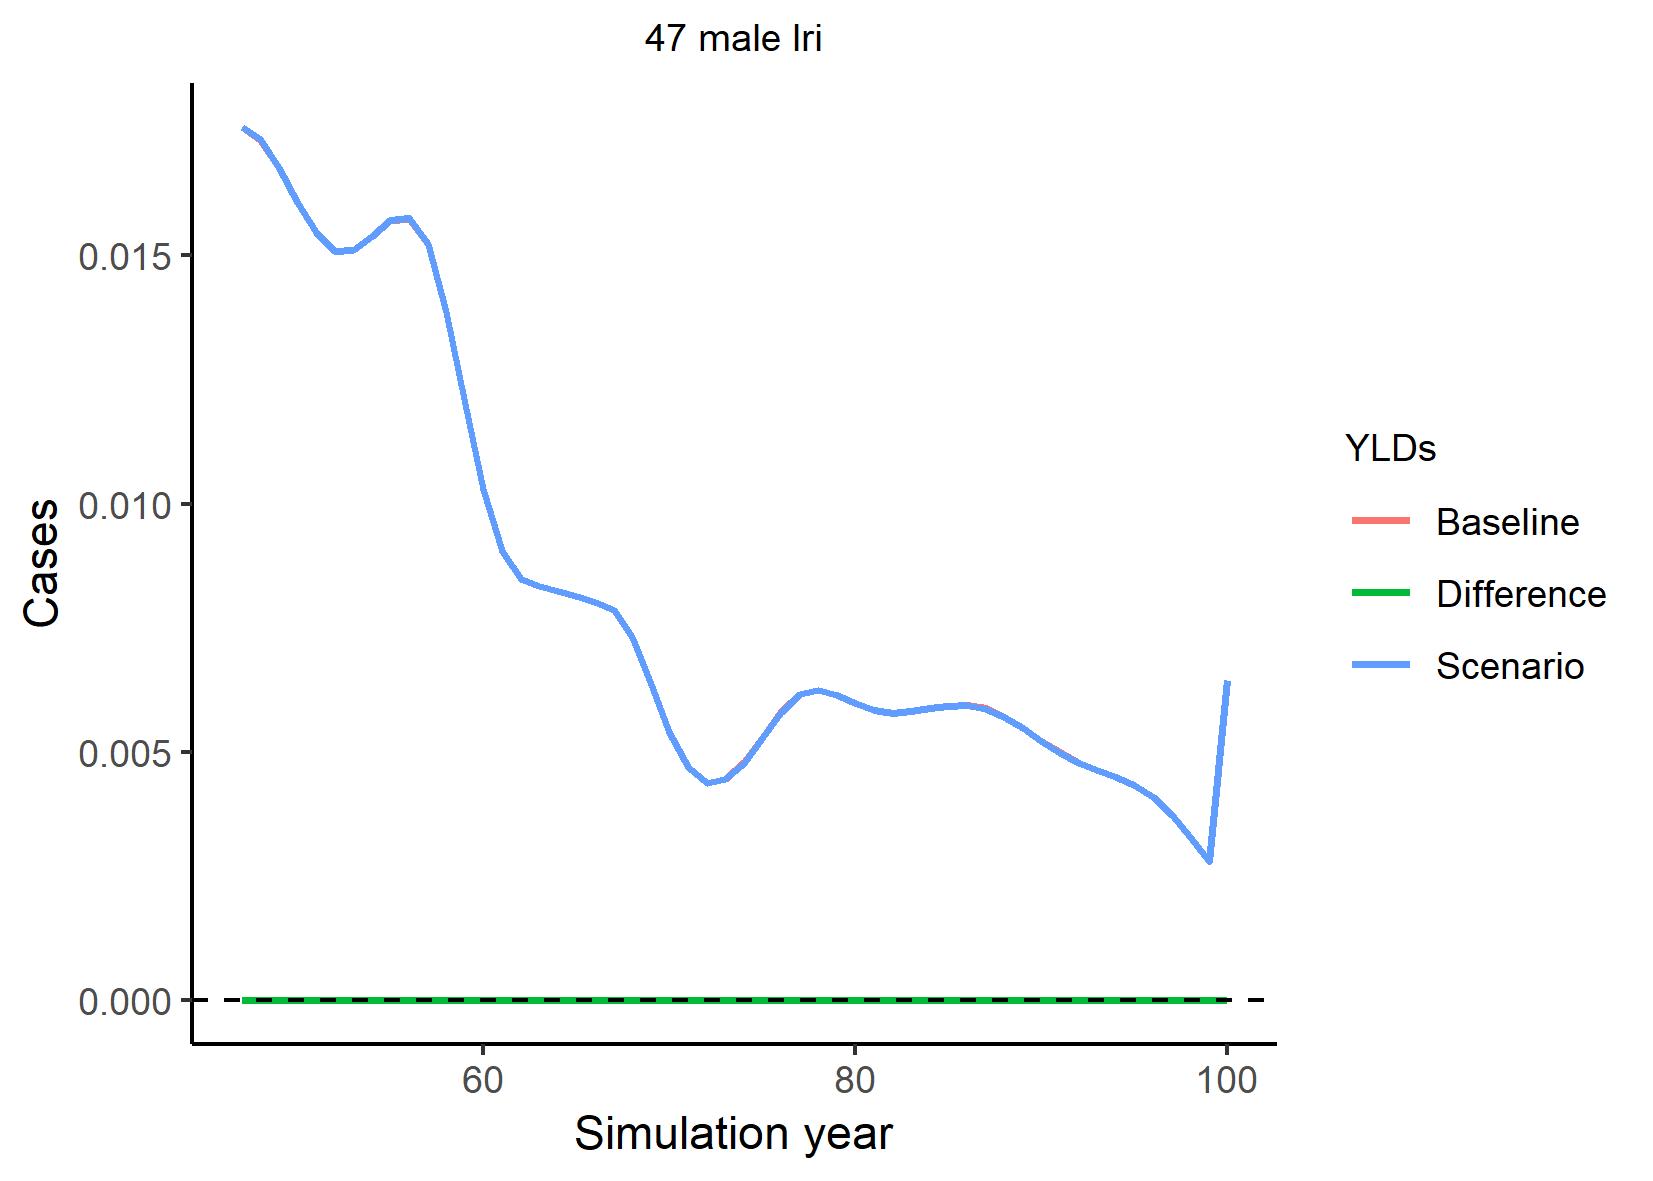 47 male lri
0.015
0.010
0.005
0.000
Cases
60
80
100
Simulation year
YLDs
Baseline
Difference
Scenario